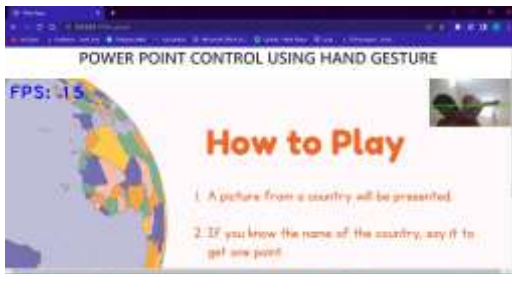 POWER POINT CONTROL USING HAND GESTURE
FPS: 15
How to Play
1. A picture from a country will be presented.
2. If you know the name of the country, say it to
get one point